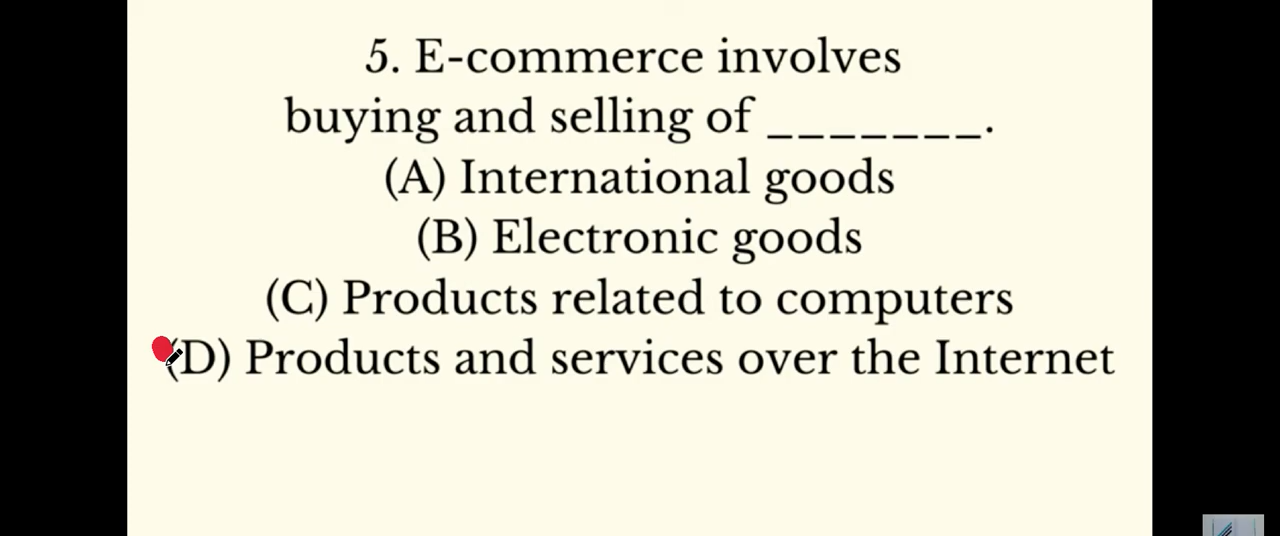 5. E-commerce involves
buying and selling of _______.
(A) International goods
(B) Electronic goods
(C) Products related to computers
(D) Products and services over the Internet